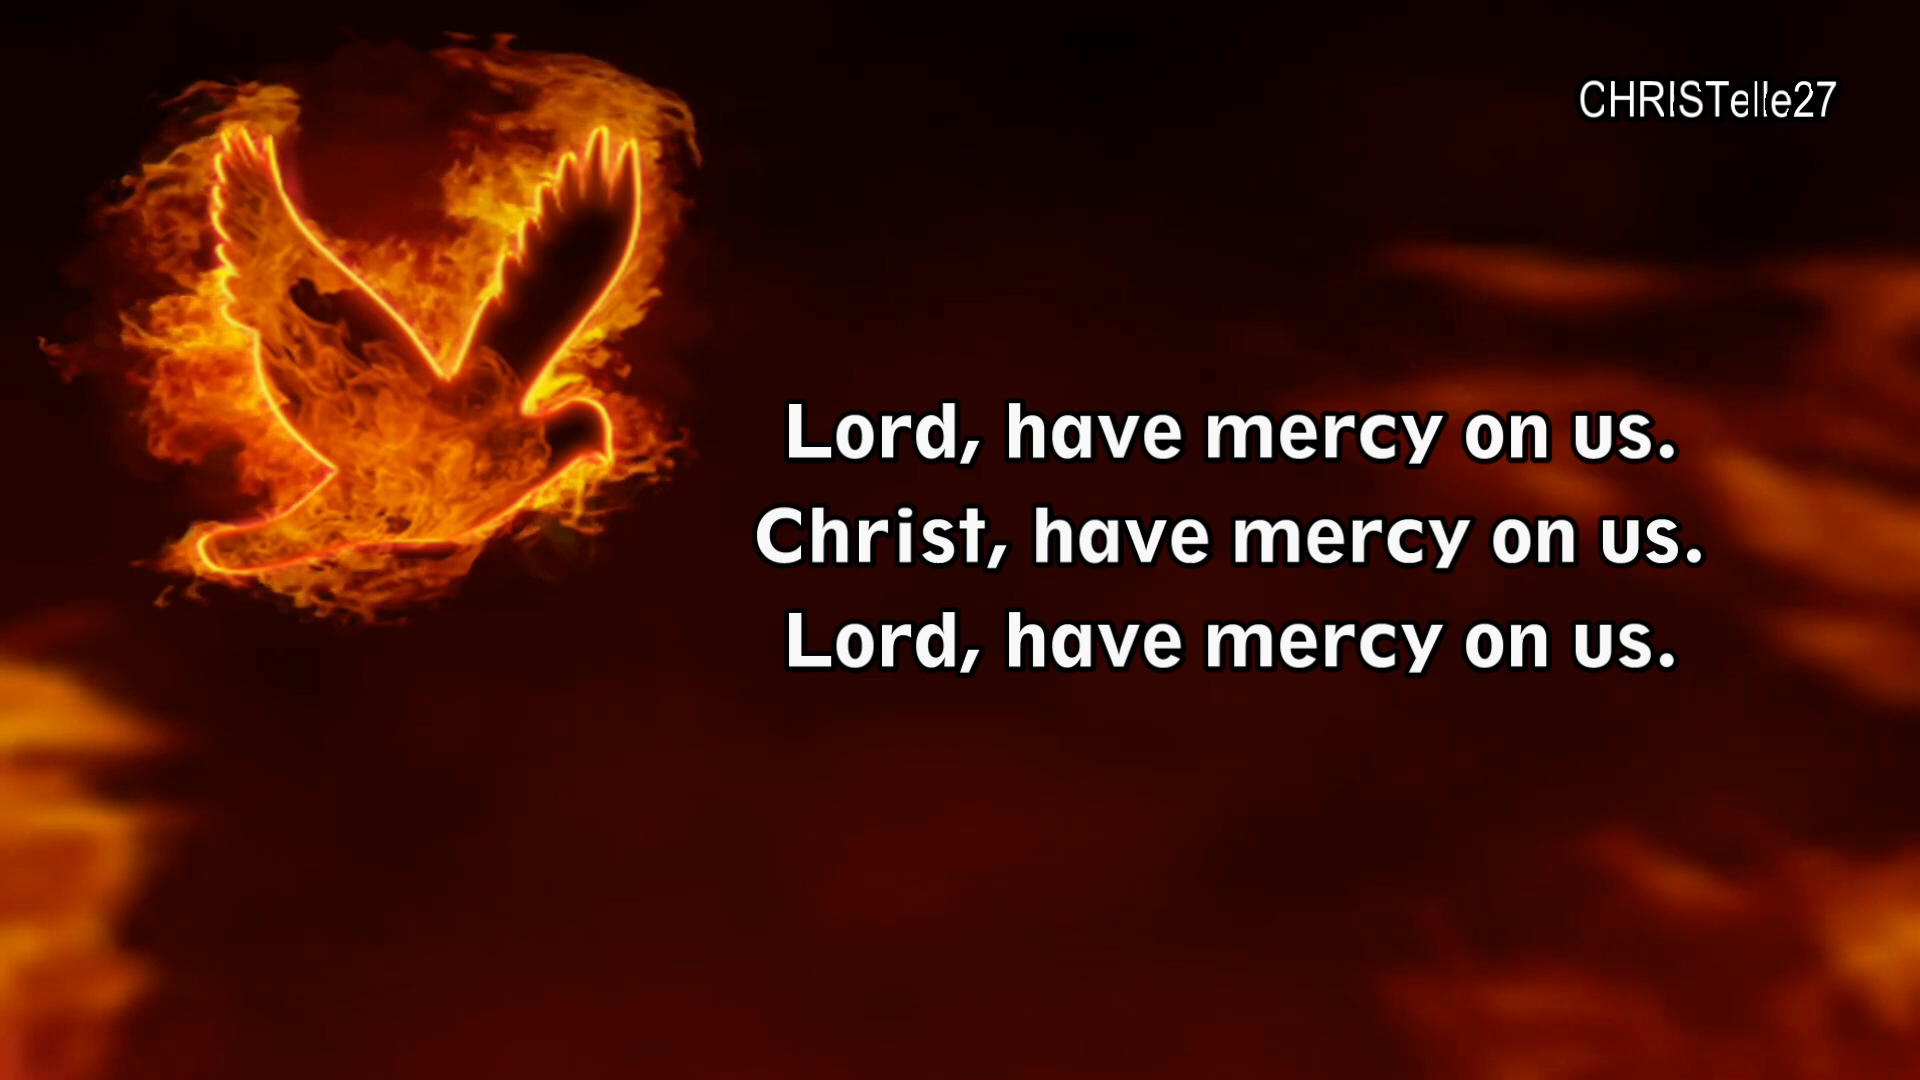 CHRISTelle27
Lord, have mercy on us.
Christ, have mercy on us.
Lord, have mercy on us.